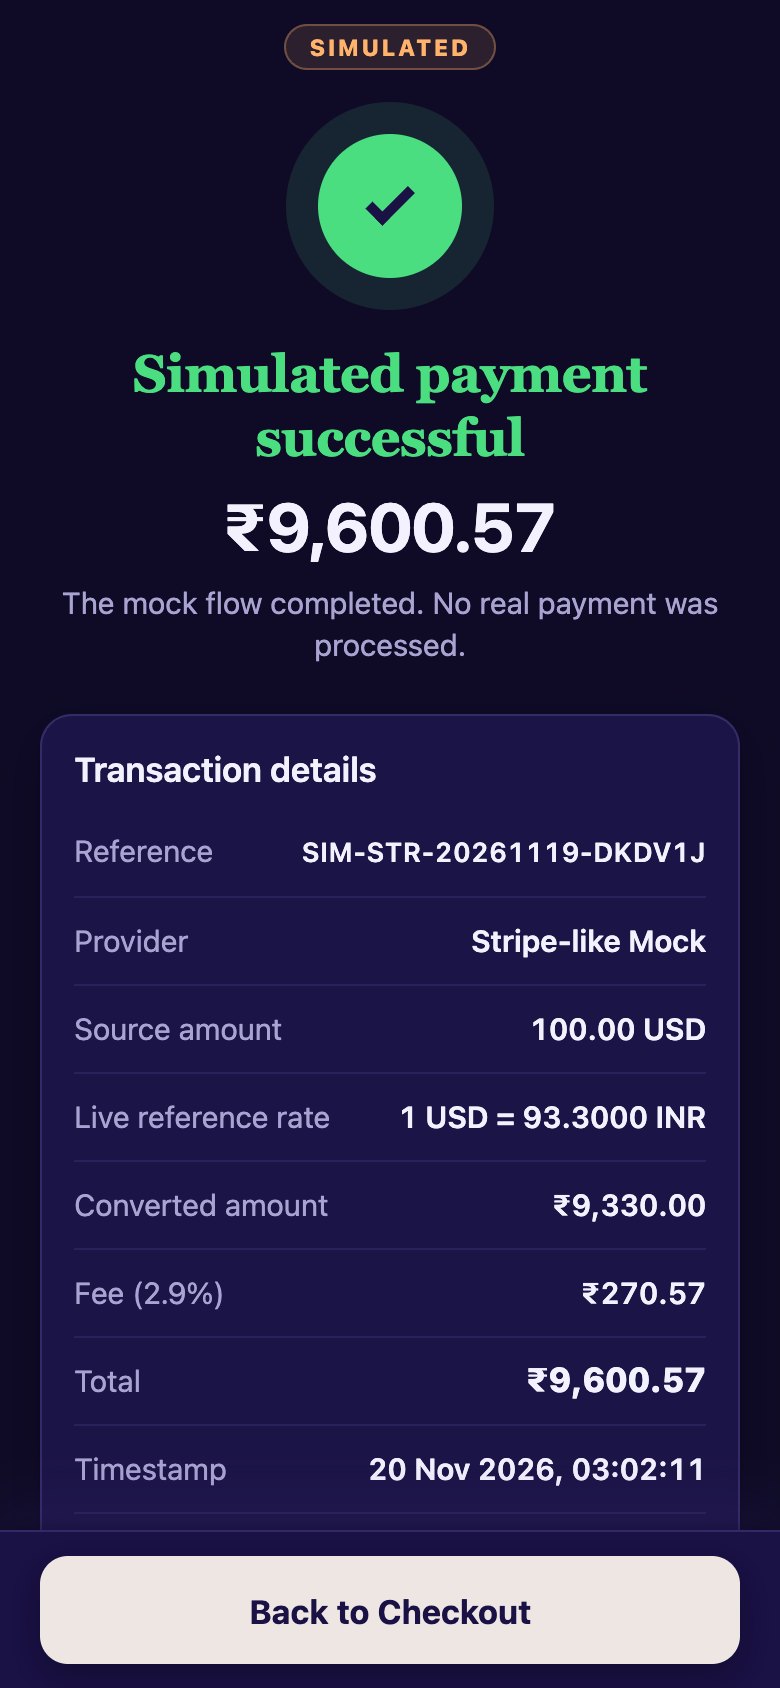 SIMULATED
Simulated payment
successful
₹9,600.57
The mock flow completed. No real payment was
processed.
Transaction details
Reference SIM-STR-20261119-DKDV1J
Provider Stripe-like Mock
Source amount 100.00 USD
Live reference rate 1 USD = 93.3000 INR
Converted amount ₹9,330.00
Fee (2.9%) ₹270.57
Total ₹9,600.57
Timestamp 20 Nov 2026, 03:02:11
Back to Checkout